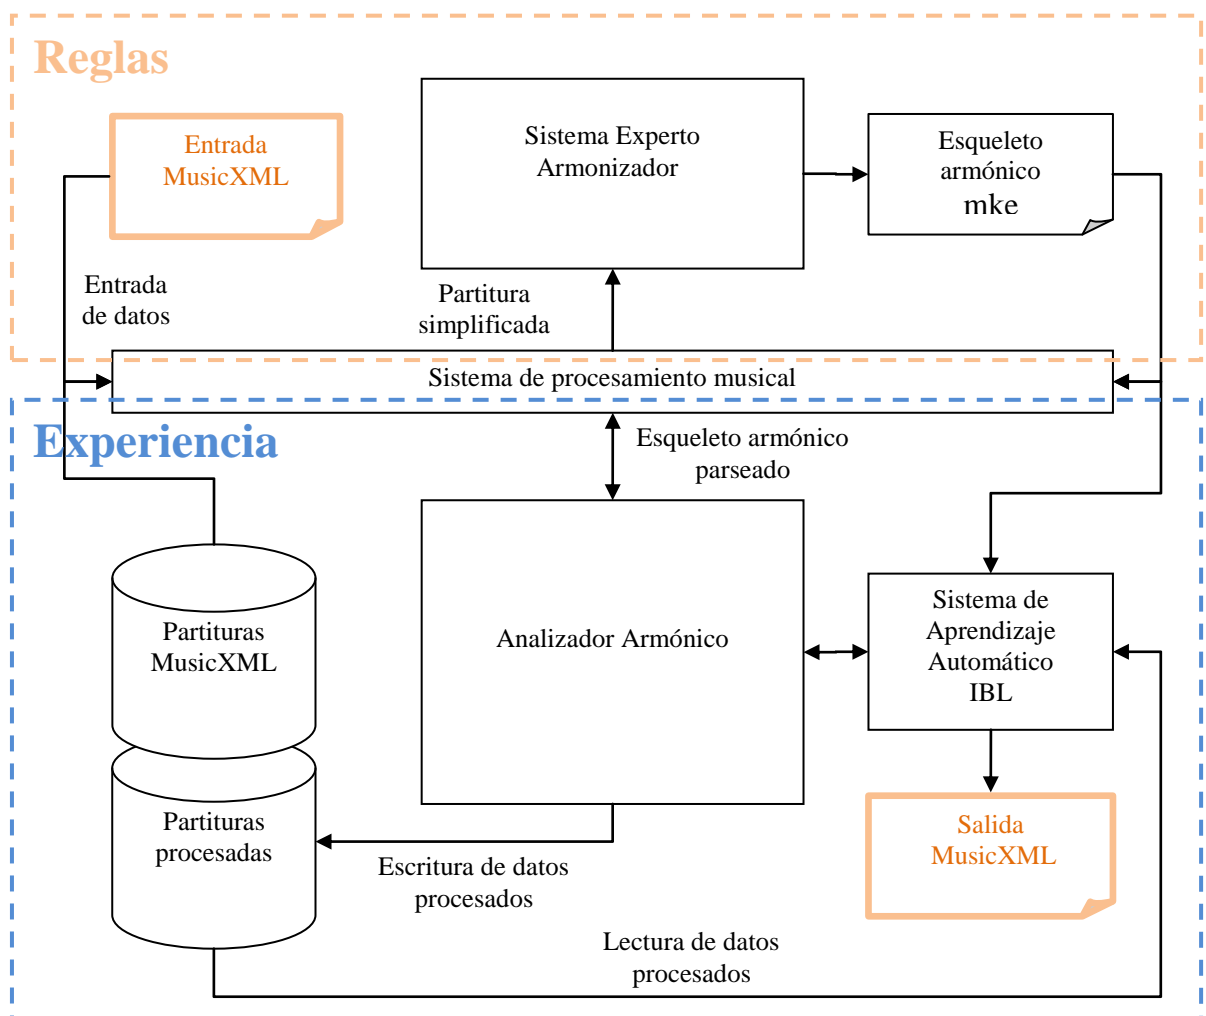 Reglas
Entrada
MusicXML
Sistema Experto
Armonizador
Esqueleto
armónico
mke
Entrada
de datos
Partitura
simplificada
Sistema de procesamiento musical
Experiencia
Esqueleto armónico
parseado
Partituras
MusicXML
Analizador Armónico
Sistema de
Aprendizaje
Automático
IBL
Partituras
procesadas
Salida
MusicXML
Escritura de datos
procesados
Lectura de datos
procesados